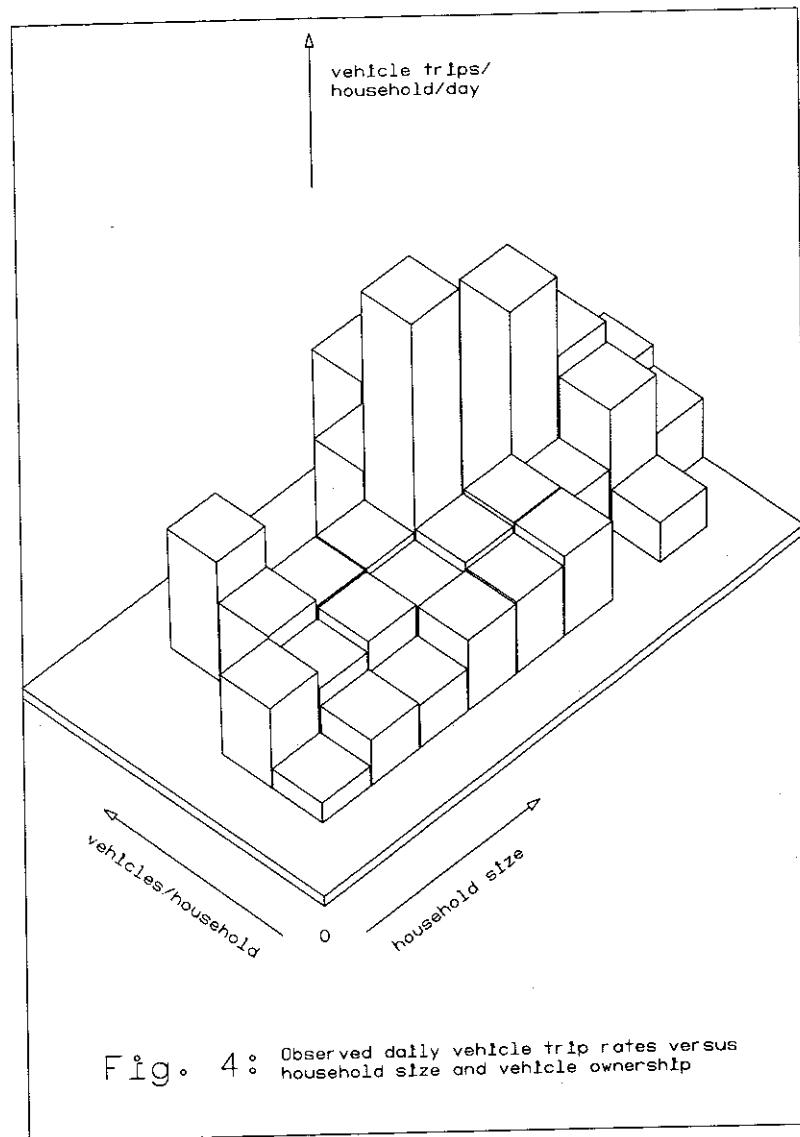 vehicle trips/
household/day
vehicles/household
0
household size
Fig. 4: Observed daily vehicle trip rates versus
household size and vehicle ownership